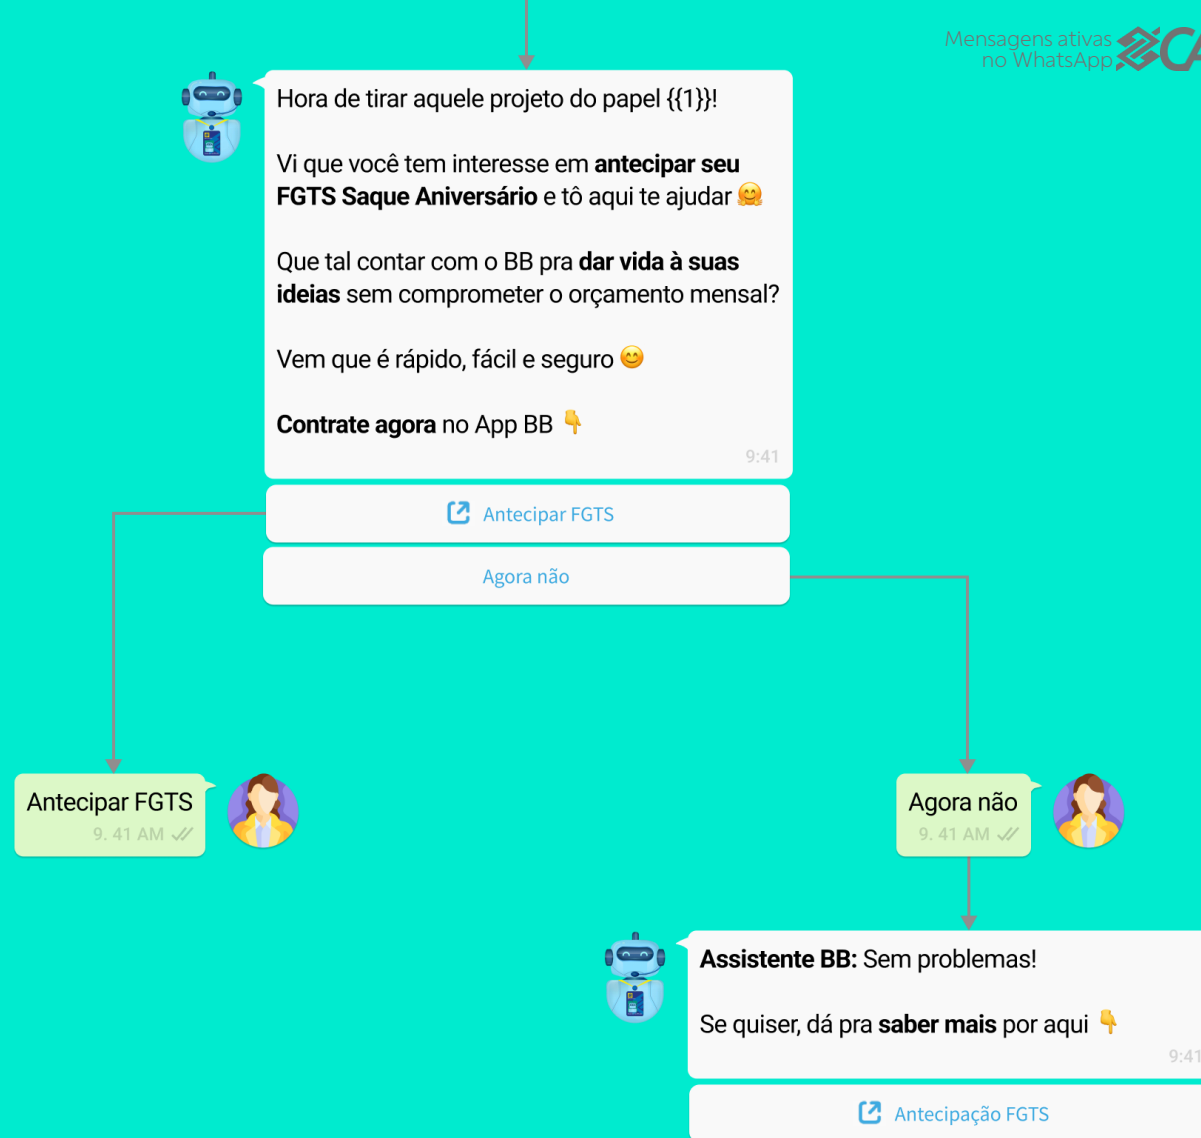 Mensagens ativas
no WhatsApp
Hora de tirar aquele projeto do papel {{1}}!
Vi que você tem interesse em antecipar seu
FGTS Saque Aniversário e tô aqui te ajudar 🤗
Que tal contar com o BB pra dar vida à suas
ideias sem comprometer o orçamento mensal?
Vem que é rápido, fácil e seguro 😊
Contrate agora no App BB 👇
9:41
Antecipar FGTS
Agora não
Antecipar FGTS
9. 41 AM
Agora não
9. 41 AM
Assistente BB: Sem problemas!
Se quiser, dá pra saber mais por aqui 👇
9:41
Antecipação FGTS